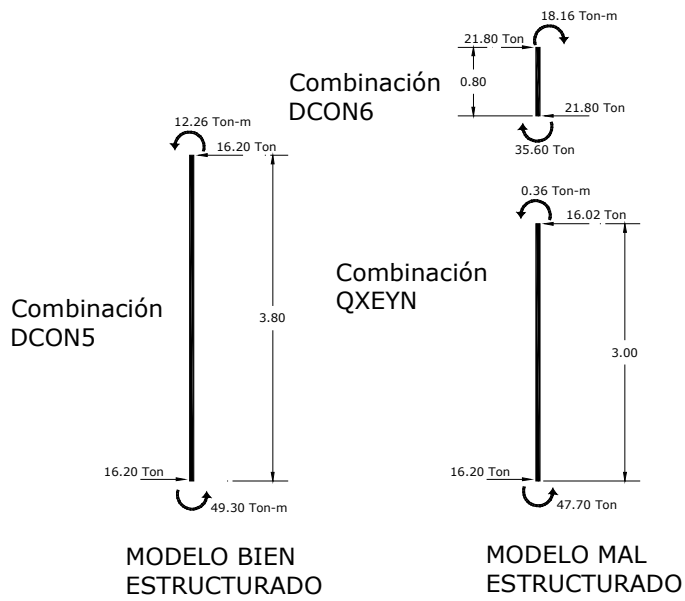 18.16 Ton-m
21.80 Ton
0.80
Combinación
DCON6
21.80 Ton
35.60 Ton
12.26 Ton-m
16.20 Ton
0.36 Ton-m
16.02 Ton
Combinación
QXEYN
Combinación
DCON5
3.80
3.00
16.20 Ton
49.30 Ton-m
16.20 Ton
47.70 Ton
MODELO BIEN
ESTRUCTURADO
MODELO MAL
ESTRUCTURADO